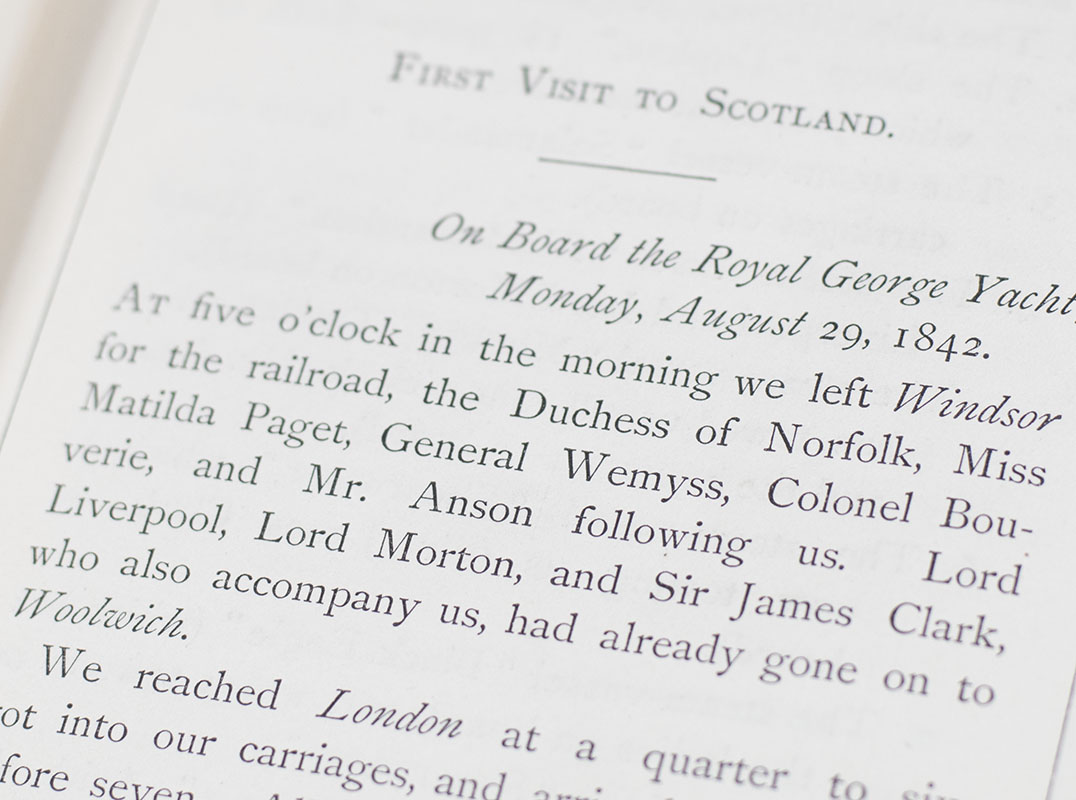 First Visit to Scotland.
On Board the Royal George Yacht,
Monday, August 29, 1842.
At five o'clock in the morning we left Windsor
for the railroad, the Duchess of Norfolk, Miss
Matilda Paget, General Wemyss, Colonel Bou-
verie, and Mr. Anson following us. Lord
Liverpool, Lord Morton, and Sir James Clark,
who also accompany us, had already gone on to
Woolwich.
We reached London at a quarter to
into our carriages, and
seven.